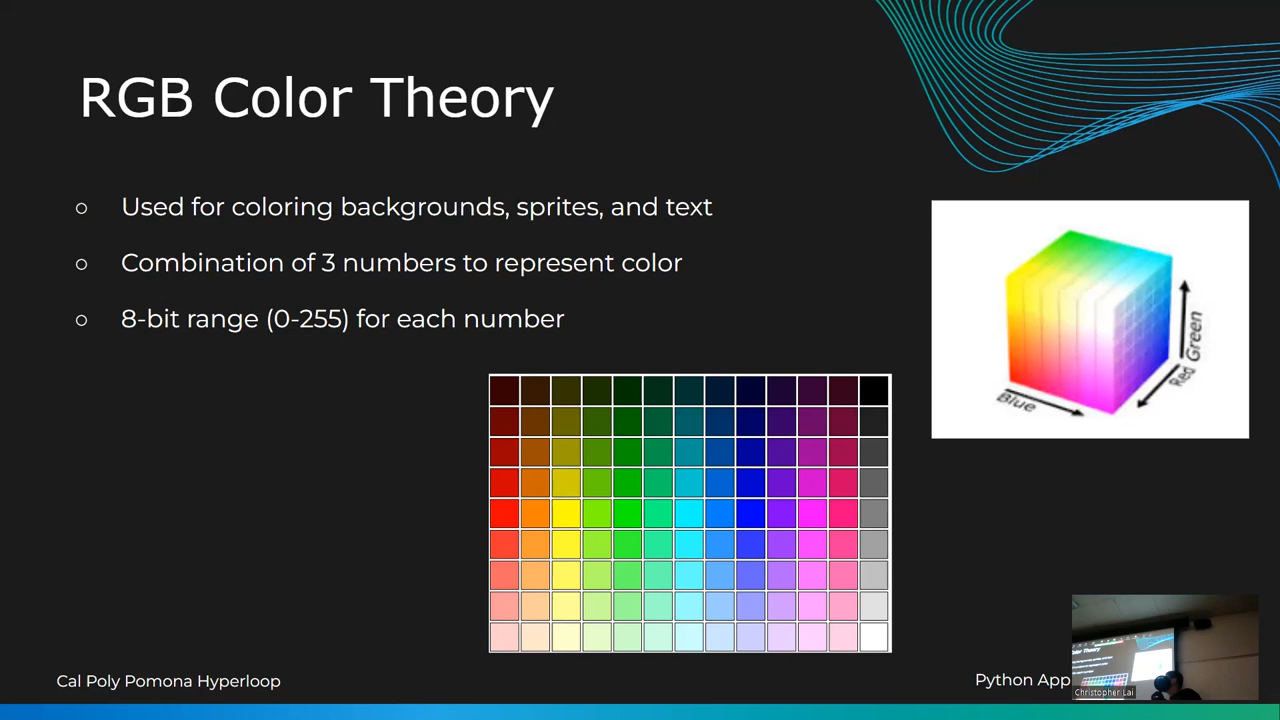 RGB Color Theory
○ Used for coloring backgrounds, sprites, and text
○ Combination of 3 numbers to represent color
○ 8-bit range (0-255) for each number
Green
Red
Blue
Cal Poly Pomona Hyperloop
Python App
Christopher Lai